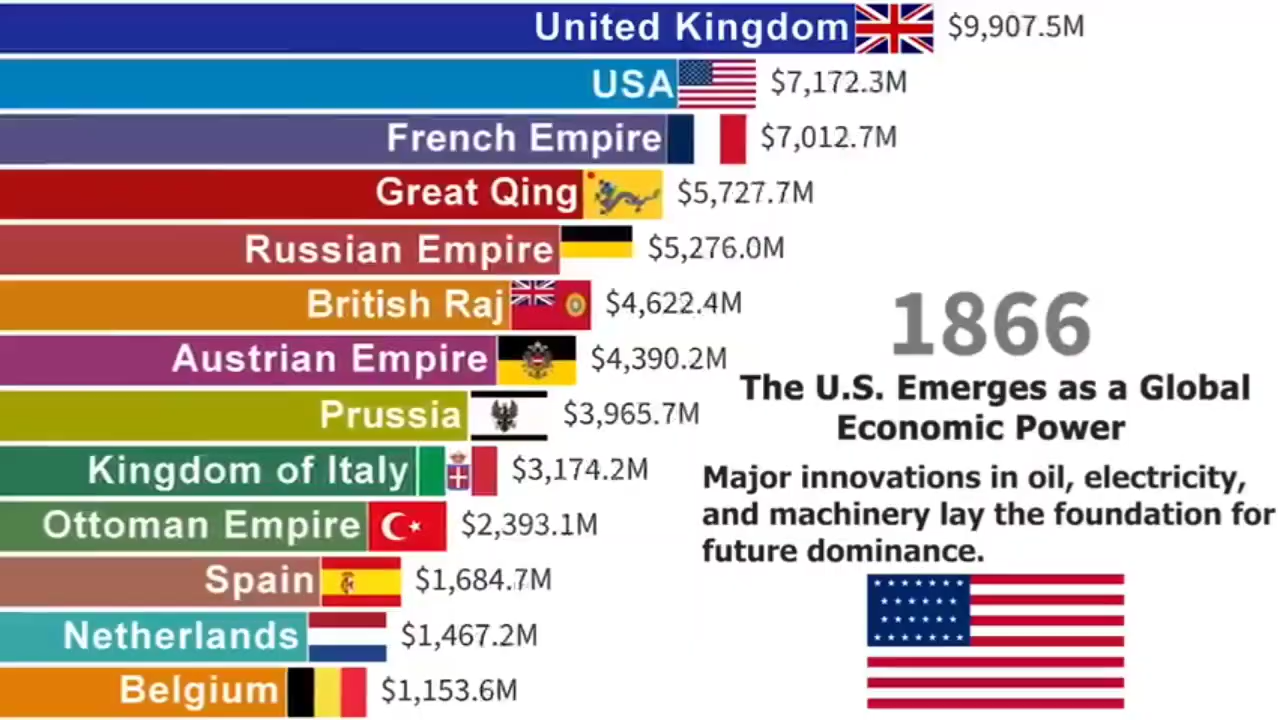 United Kingdom $9,907.5M
USA $7,172.3M
French Empire $7,012.7M
Great Qing $5,727.7M
Russian Empire $5,276.0M
British Raj $4,622.4M
Austrian Empire $4,390.2M
Prussia $3,965.7M
Kingdom of Italy $3,174.2M
Ottoman Empire $2,393.1M
Spain $1,684.7M
Netherlands $1,467.2M
Belgium $1,153.6M
1866
The U.S. Emerges as a Global
Economic Power
Major innovations in oil, electricity,
and machinery lay the foundation for
future dominance.